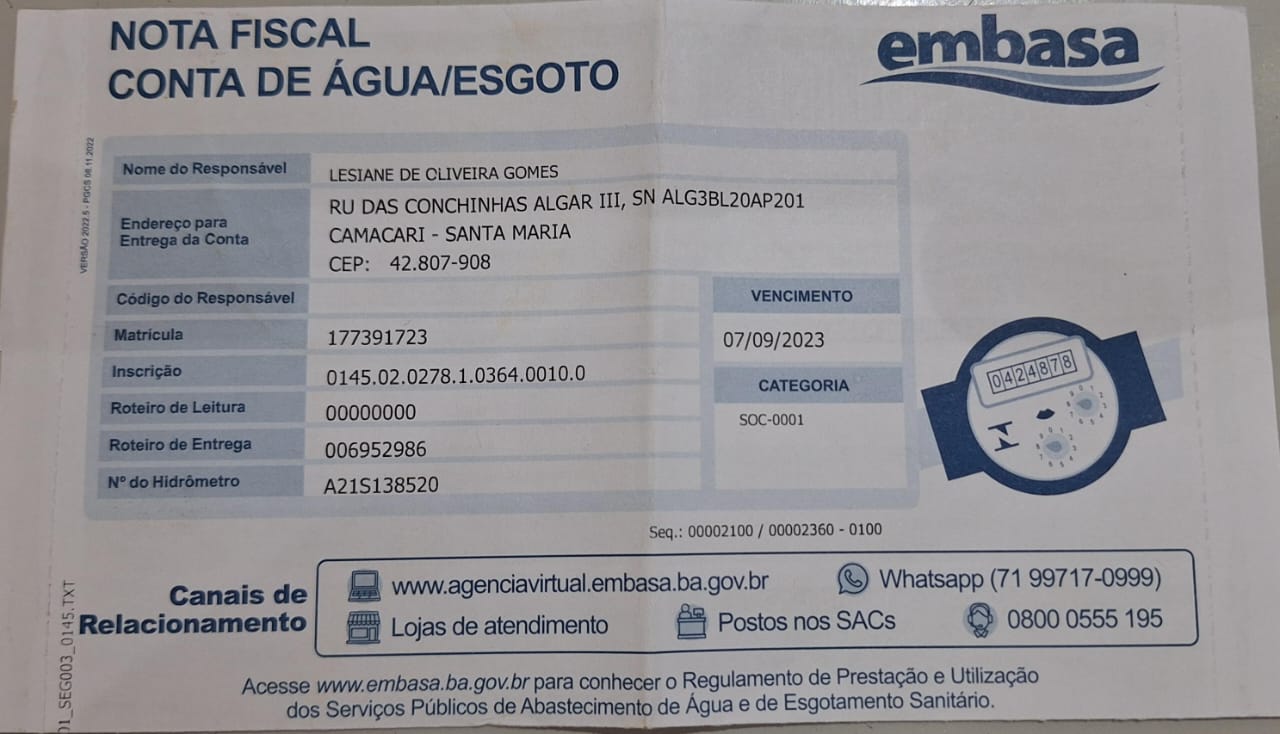 NOTA FISCAL
CONTA DE ÁGUA/ESGOTO
embasa
VERSÃO 2022.5 - PGCS 08.11.2022
Nome do Responsável LESIANE DE OLIVEIRA GOMES
Endereço para
Entrega da Conta
RU DAS CONCHINHAS ALGAR III, SN ALG3BL20AP201
CAMACARI - SANTA MARIA
CEP: 42.807-908
Código do Responsável
Matrícula 177391723
Inscrição 0145.02.0278.1.0364.0010.0
Roteiro de Leitura 00000000
Roteiro de Entrega 006952986
Nº do Hidrômetro A21S138520
VENCIMENTO
07/09/2023
CATEGORIA
SOC-0001
0424878
Seq.: 00002100 / 00002360 - 0100
01_SEG003_0145.TXT
Canais de
Relacionamento
www.agenciavirtual.embasa.ba.gov.br Whatsapp (71 99717-0999)
Lojas de atendimento Postos nos SACs 0800 0555 195
Acesse www.embasa.ba.gov.br para conhecer o Regulamento de Prestação e Utilização
dos Serviços Públicos de Abastecimento de Água e de Esgotamento Sanitário.